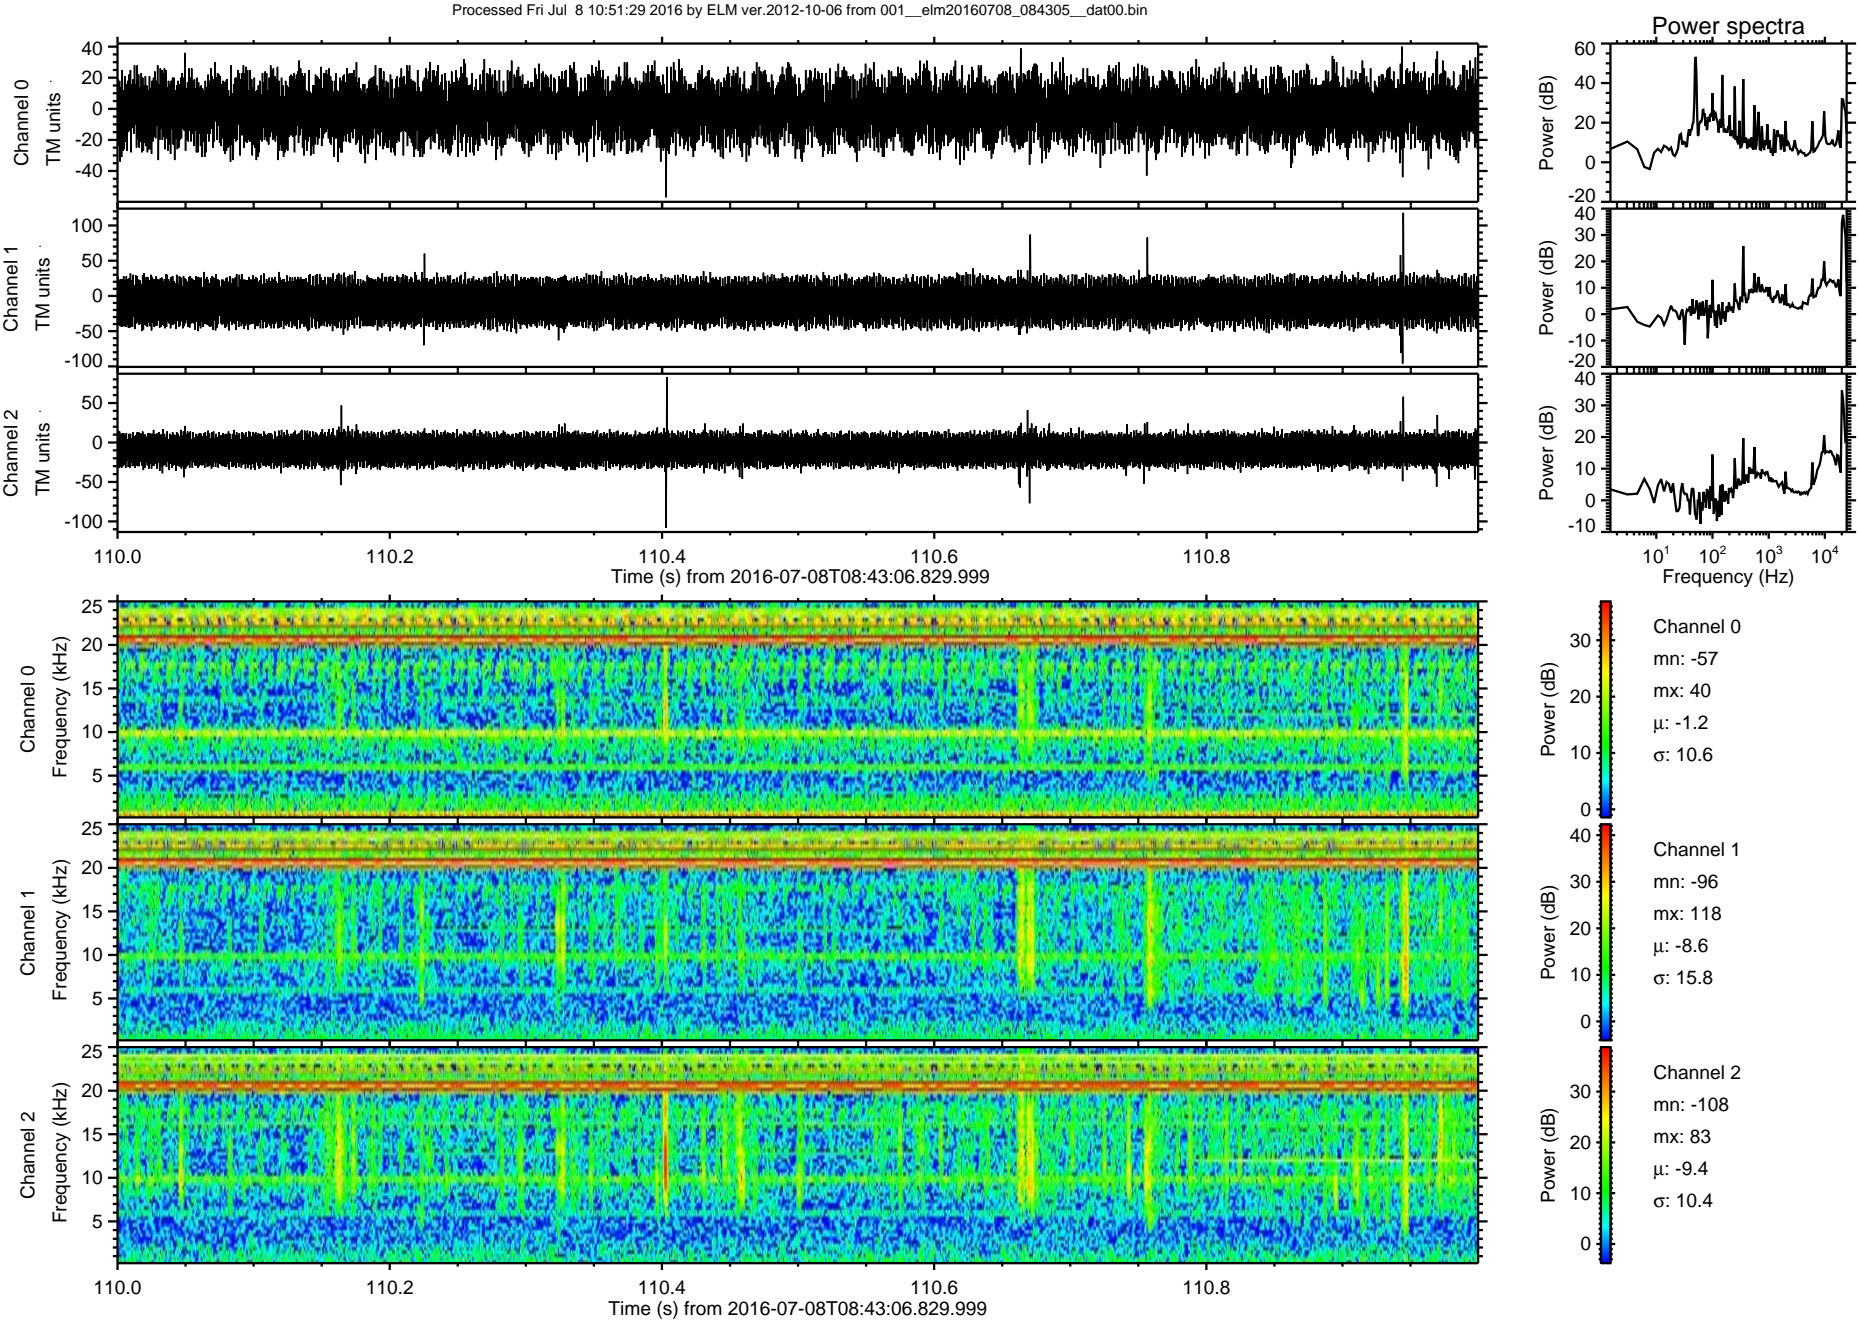 Processed Fri Jul  8 10:51:29 2016 by ELM ver.2012-10-06 from 001__elm20160708_084305__dat00.bin
Power spectra
Channel 0
TM units
40
20
0
-20
-40
Power (dB)
60
40
20
0
-20
Channel 1
TM units
100
50
0
-50
-100
Power (dB)
40
30
20
10
0
-10
-20
Channel 2
TM units
50
0
-50
-100
Power (dB)
40
30
20
10
0
-10
110.0 110.2 110.4 110.6 110.8
Time (s) from 2016-07-08T08:43:06.829.999
10¹ 10² 10³ 10⁴
Frequency (Hz)
Channel 0
Frequency (kHz)
25
20
15
10
5
Power (dB)
30
20
10
0
Channel 0
mn: -57
mx: 40
μ: -1.2
σ: 10.6
Channel 1
Frequency (kHz)
25
20
15
10
5
Power (dB)
40
30
20
10
0
Channel 1
mn: -96
mx: 118
μ: -8.6
σ: 15.8
Channel 2
Frequency (kHz)
25
20
15
10
5
Power (dB)
30
20
10
0
Channel 2
mn: -108
mx: 83
μ: -9.4
σ: 10.4
110.0 110.2 110.4 110.6 110.8
Time (s) from 2016-07-08T08:43:06.829.999